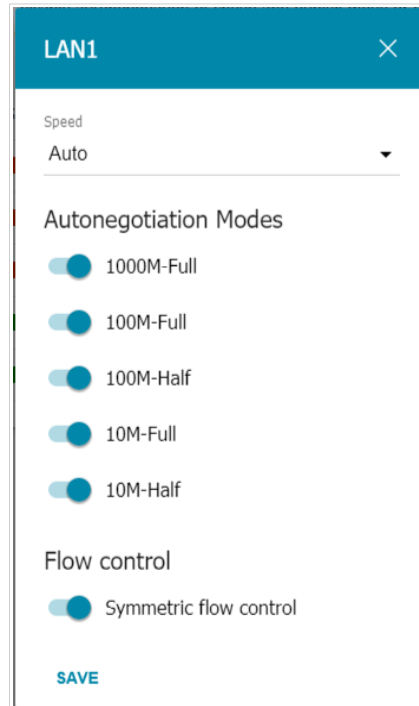 LAN1
Speed
Auto
Autonegotiation Modes
1000M-Full
100M-Full
100M-Half
10M-Full
10M-Half
Flow control
Symmetric flow control
SAVE